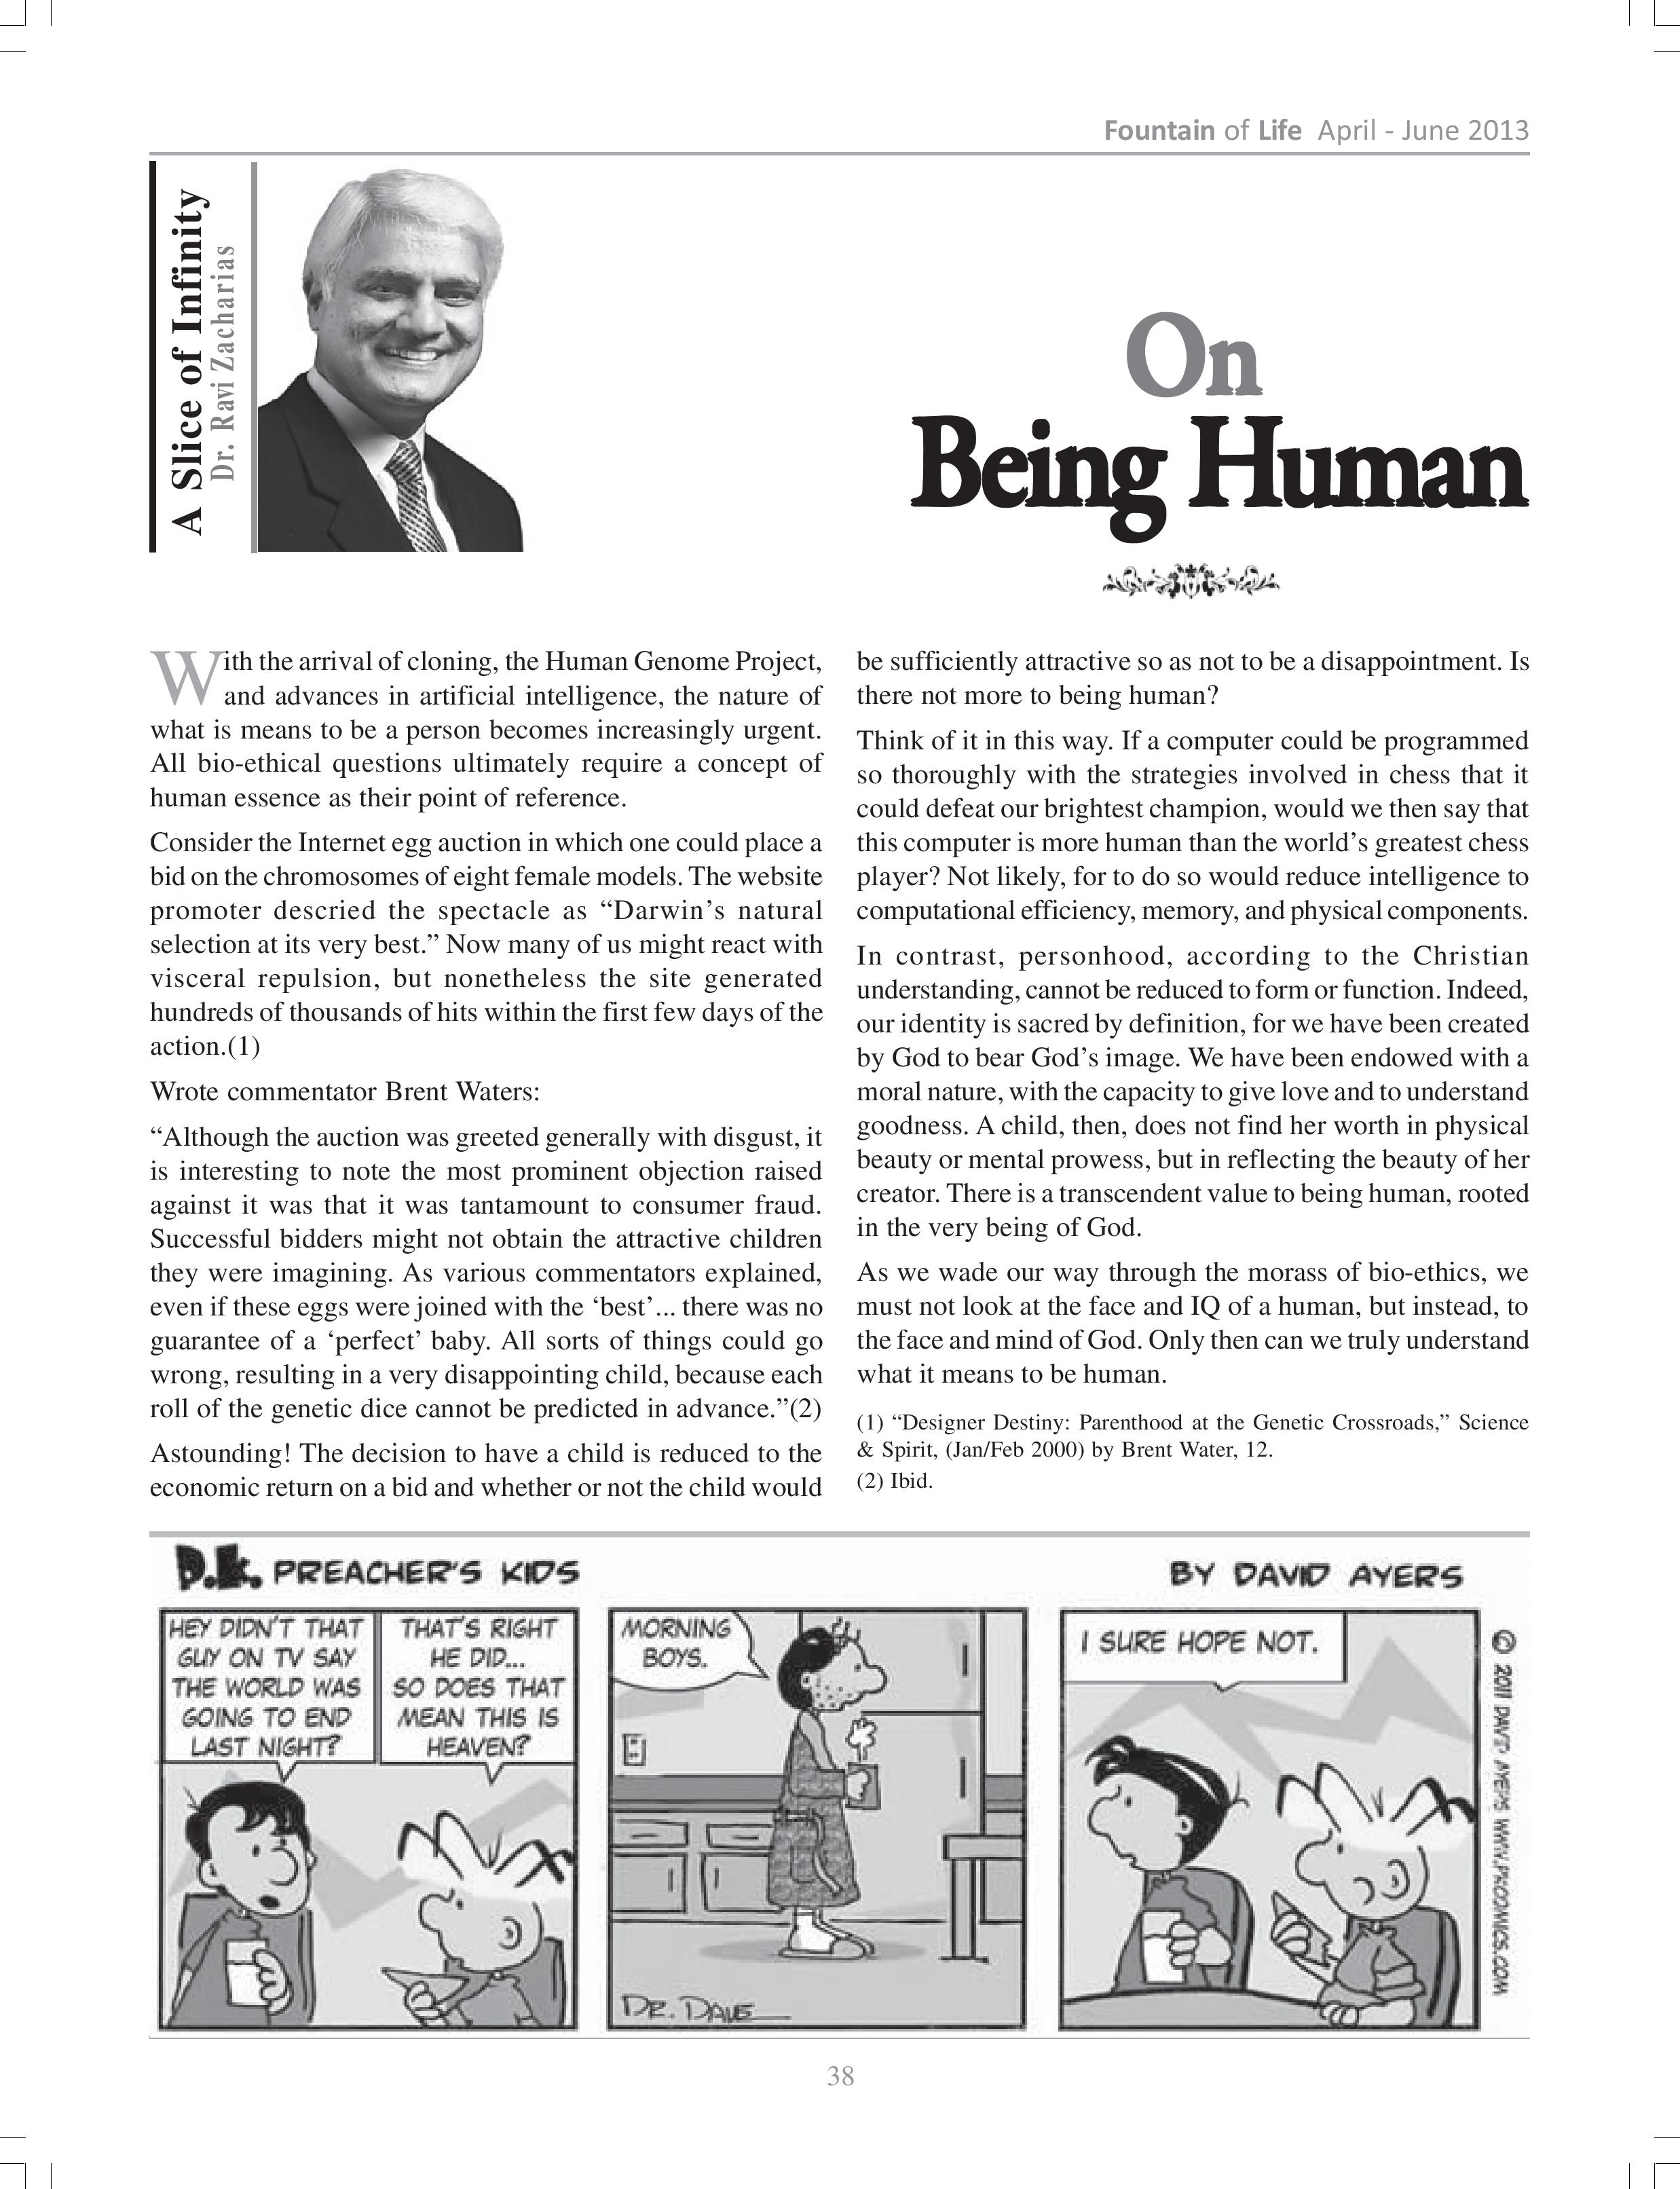 Fountain of Life April - June 2013
A Slice of Infinity
Dr. Ravi Zacharias
On
Being Human
With the arrival of cloning, the Human Genome Project,
and advances in artificial intelligence, the nature of
what is means to be a person becomes increasingly urgent.
All bio-ethical questions ultimately require a concept of
human essence as their point of reference.
Consider the Internet egg auction in which one could place a
bid on the chromosomes of eight female models. The website
promoter descried the spectacle as “Darwin’s natural
selection at its very best.” Now many of us might react with
visceral repulsion, but nonetheless the site generated
hundreds of thousands of hits within the first few days of the
action.(1)
Wrote commentator Brent Waters:
“Although the auction was greeted generally with disgust, it
is interesting to note the most prominent objection raised
against it was that it was tantamount to consumer fraud.
Successful bidders might not obtain the attractive children
they were imagining. As various commentators explained,
even if these eggs were joined with the ‘best’... there was no
guarantee of a ‘perfect’ baby. All sorts of things could go
wrong, resulting in a very disappointing child, because each
roll of the genetic dice cannot be predicted in advance.”(2)
Astounding! The decision to have a child is reduced to the
economic return on a bid and whether or not the child would
be sufficiently attractive so as not to be a disappointment. Is
there not more to being human?
Think of it in this way. If a computer could be programmed
so thoroughly with the strategies involved in chess that it
could defeat our brightest champion, would we then say that
this computer is more human than the world’s greatest chess
player? Not likely, for to do so would reduce intelligence to
computational efficiency, memory, and physical components.
In contrast, personhood, according to the Christian
understanding, cannot be reduced to form or function. Indeed,
our identity is sacred by definition, for we have been created
by God to bear God’s image. We have been endowed with a
moral nature, with the capacity to give love and to understand
goodness. A child, then, does not find her worth in physical
beauty or mental prowess, but in reflecting the beauty of her
creator. There is a transcendent value to being human, rooted
in the very being of God.
As we wade our way through the morass of bio-ethics, we
must not look at the face and IQ of a human, but instead, to
the face and mind of God. Only then can we truly understand
what it means to be human.
(1) “Designer Destiny: Parenthood at the Genetic Crossroads,” Science
& Spirit, (Jan/Feb 2000) by Brent Water, 12.
(2) Ibid.
P.K. PREACHER'S KIDS
BY DAVID AYERS
HEY DIDN'T THAT
GUY ON TV SAY
THE WORLD WAS
GOING TO END
LAST NIGHT?
THAT'S RIGHT
HE DID...
SO DOES THAT
MEAN THIS IS
HEAVEN?
MORNING
BOYS.
DR. DAVE
I SURE HOPE NOT.
© 2011 DAVID AYERS WWW.PKCOMICS.COM
38